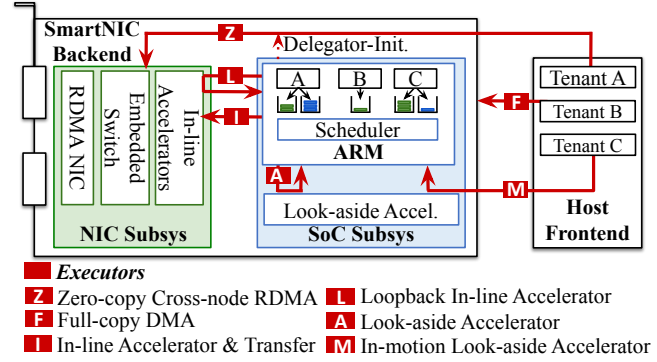 SmartNIC
Backend
Z
Delegator-Init.
RDMA NIC
Embedded
Switch
In-line
Accelerators
L
I
A
B
C
Scheduler
ARM
A
Look-aside Accel.
NIC Subsys
SoC Subsys
F
M
Tenant A
Tenant B
Tenant C
Host
Frontend
Executors
Z Zero-copy Cross-node RDMA
F Full-copy DMA
I In-line Accelerator & Transfer
L Loopback In-line Accelerator
A Look-aside Accelerator
M In-motion Look-aside Accelerator